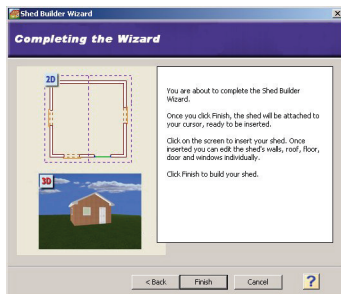 Shed Builder Wizard
Completing the Wizard
2D
You are about to complete the Shed Builder
Wizard.
Once you click Finish, the shed will be attached to
your cursor, ready to be inserted.
Click on the screen to insert your shed. Once
inserted you can edit the shed's walls, roof, floor,
door and windows individually.
Click Finish to build your shed.
3D
< Back
Finish
Cancel
?